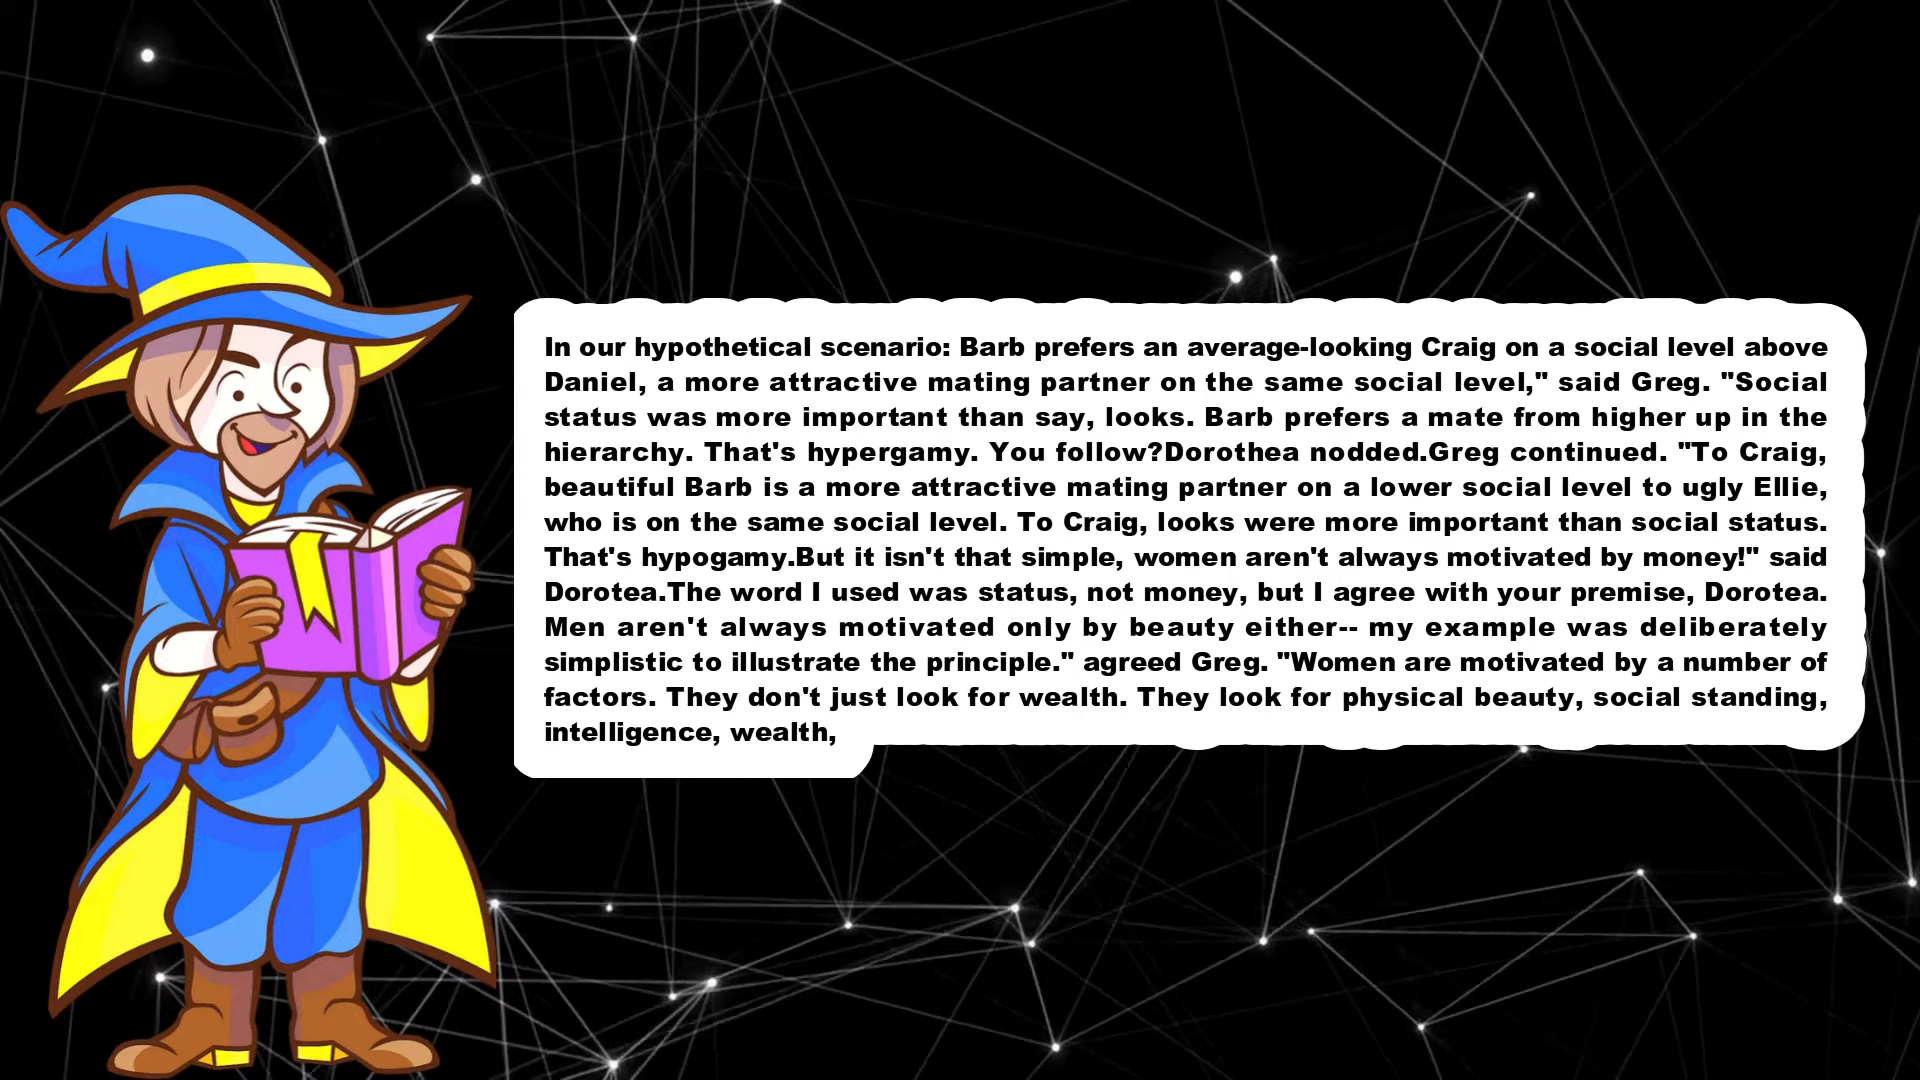 In our hypothetical scenario: Barb prefers an average-looking Craig on a social level above
Daniel, a more attractive mating partner on the same social level," said Greg. "Social
status was more important than say, looks. Barb prefers a mate from higher up in the
hierarchy. That's hypergamy. You follow?Dorothea nodded.Greg continued. "To Craig,
beautiful Barb is a more attractive mating partner on a lower social level to ugly Ellie,
who is on the same social level. To Craig, looks were more important than social status.
That's hypogamy.But it isn't that simple, women aren't always motivated by money!" said
Dorotea.The word I used was status, not money, but I agree with your premise, Dorotea.
Men aren't always motivated only by beauty either-- my example was deliberately
simplistic to illustrate the principle." agreed Greg. "Women are motivated by a number of
factors. They don't just look for wealth. They look for physical beauty, social standing,
intelligence, wealth,